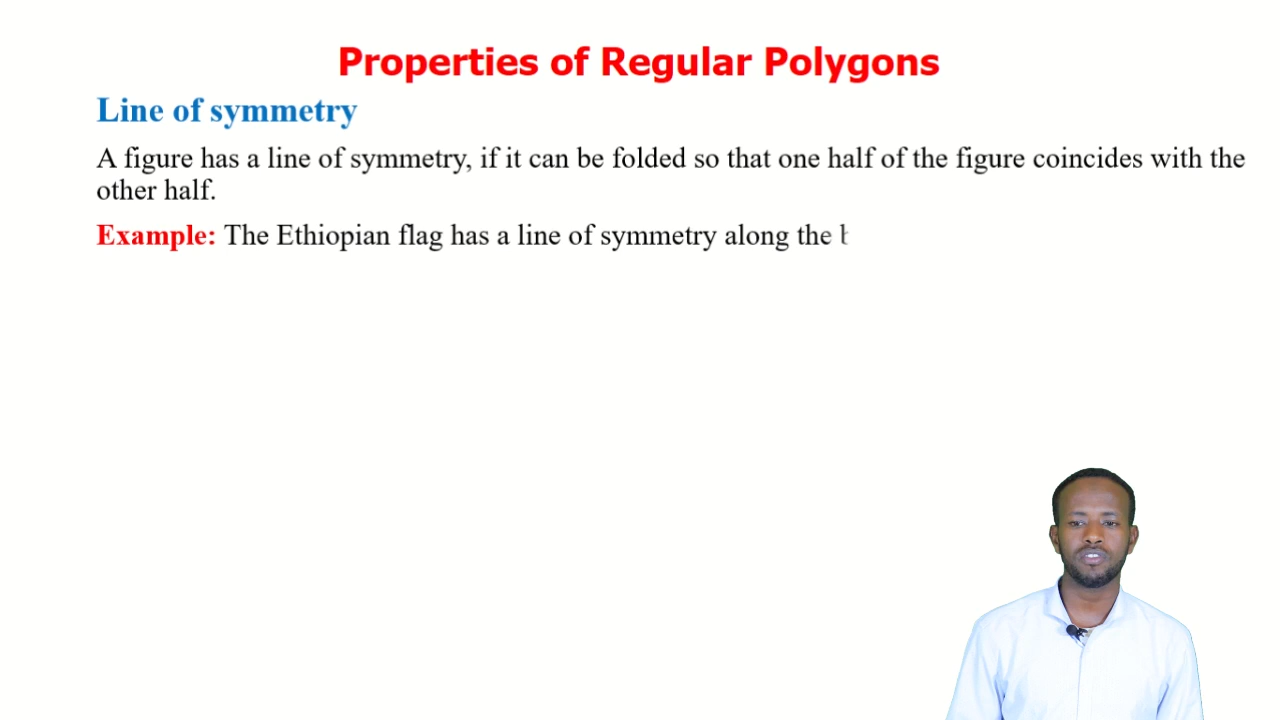 Properties of Regular Polygons
Line of symmetry
A figure has a line of symmetry, if it can be folded so that one half of the figure coincides with the
other half.
Example: The Ethiopian flag has a line of symmetry along the